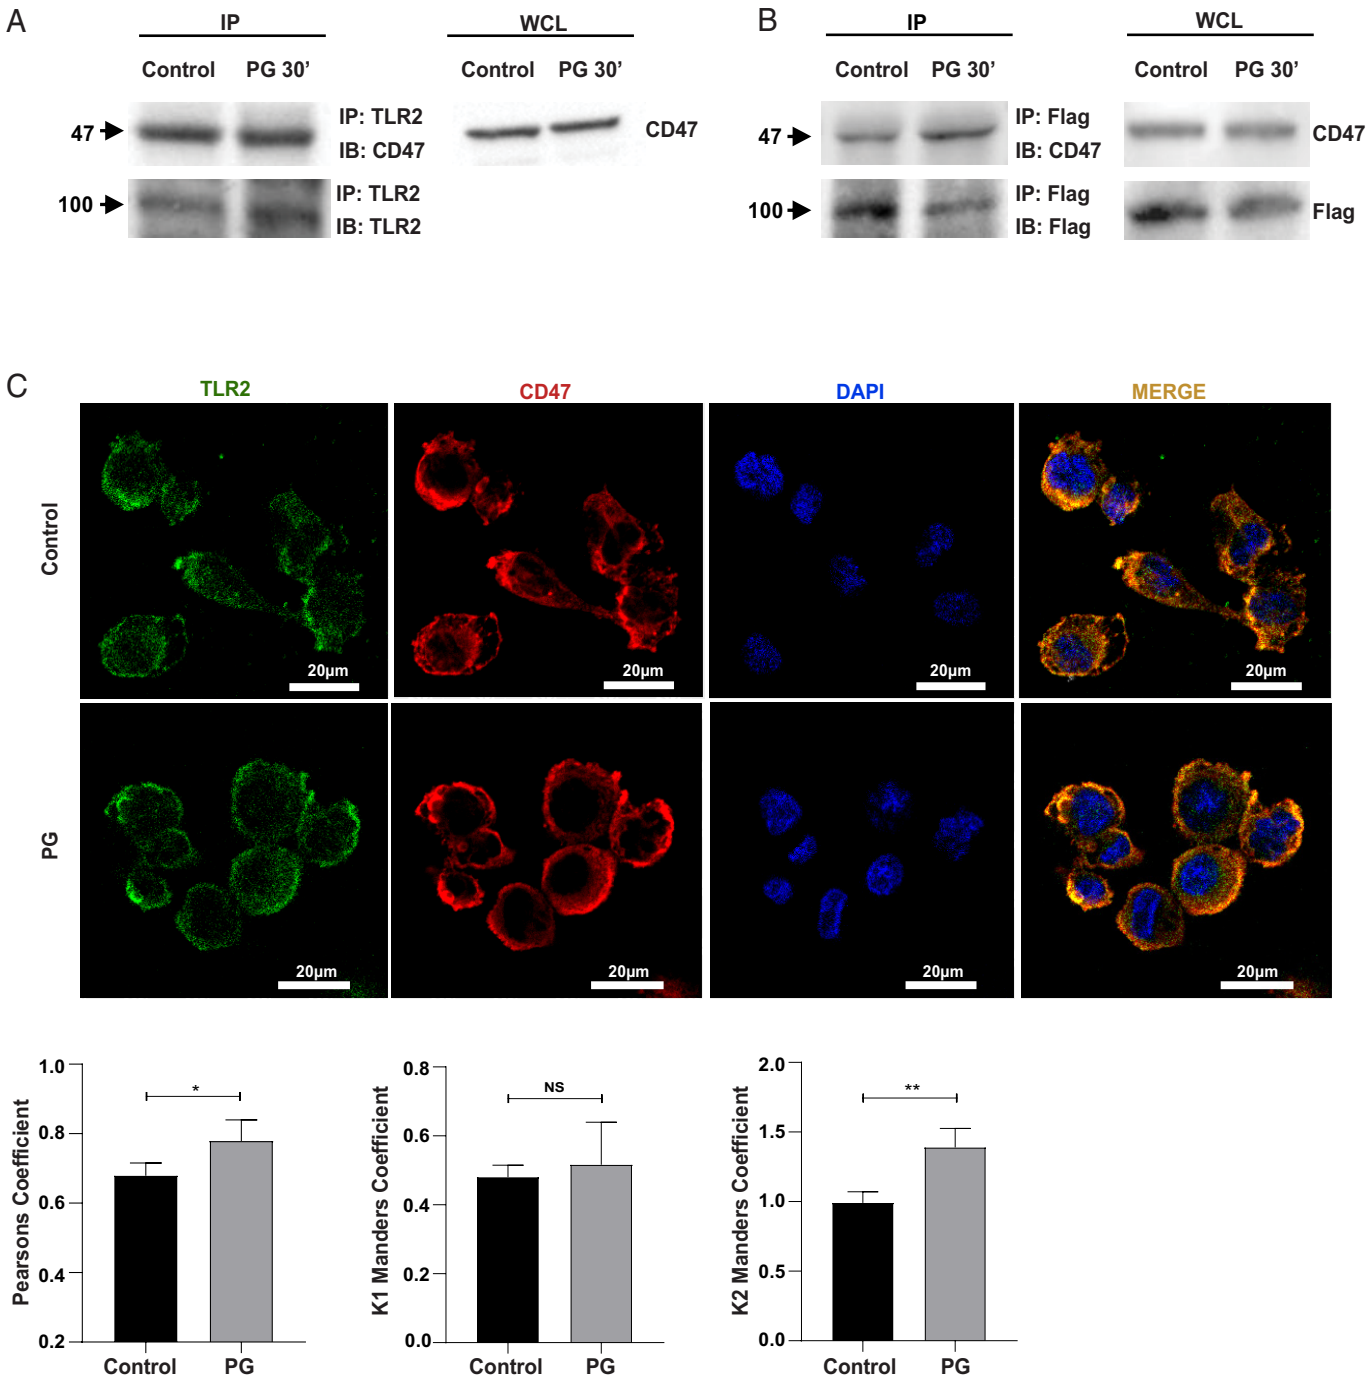 A
IP
WCL
Control PG 30’
Control PG 30’
47
IP: TLR2
IB: CD47
CD47
100
IP: TLR2
IB: TLR2
B
IP
WCL
Control PG 30’
Control PG 30’
47
IP: Flag
IB: CD47
CD47
100
IP: Flag
IB: Flag
Flag
C
TLR2 CD47 DAPI MERGE
Control
20µm 20µm 20µm 20µm
PG
20µm 20µm 20µm 20µm
Pearsons Coefficient
1.0
0.8
0.6
0.4
0.2
*
Control PG
K1 Manders Coefficient
0.8
0.6
0.4
0.2
0.0
NS
Control PG
K2 Manders Coefficient
2.0
1.5
1.0
0.5
0.0
**
Control PG